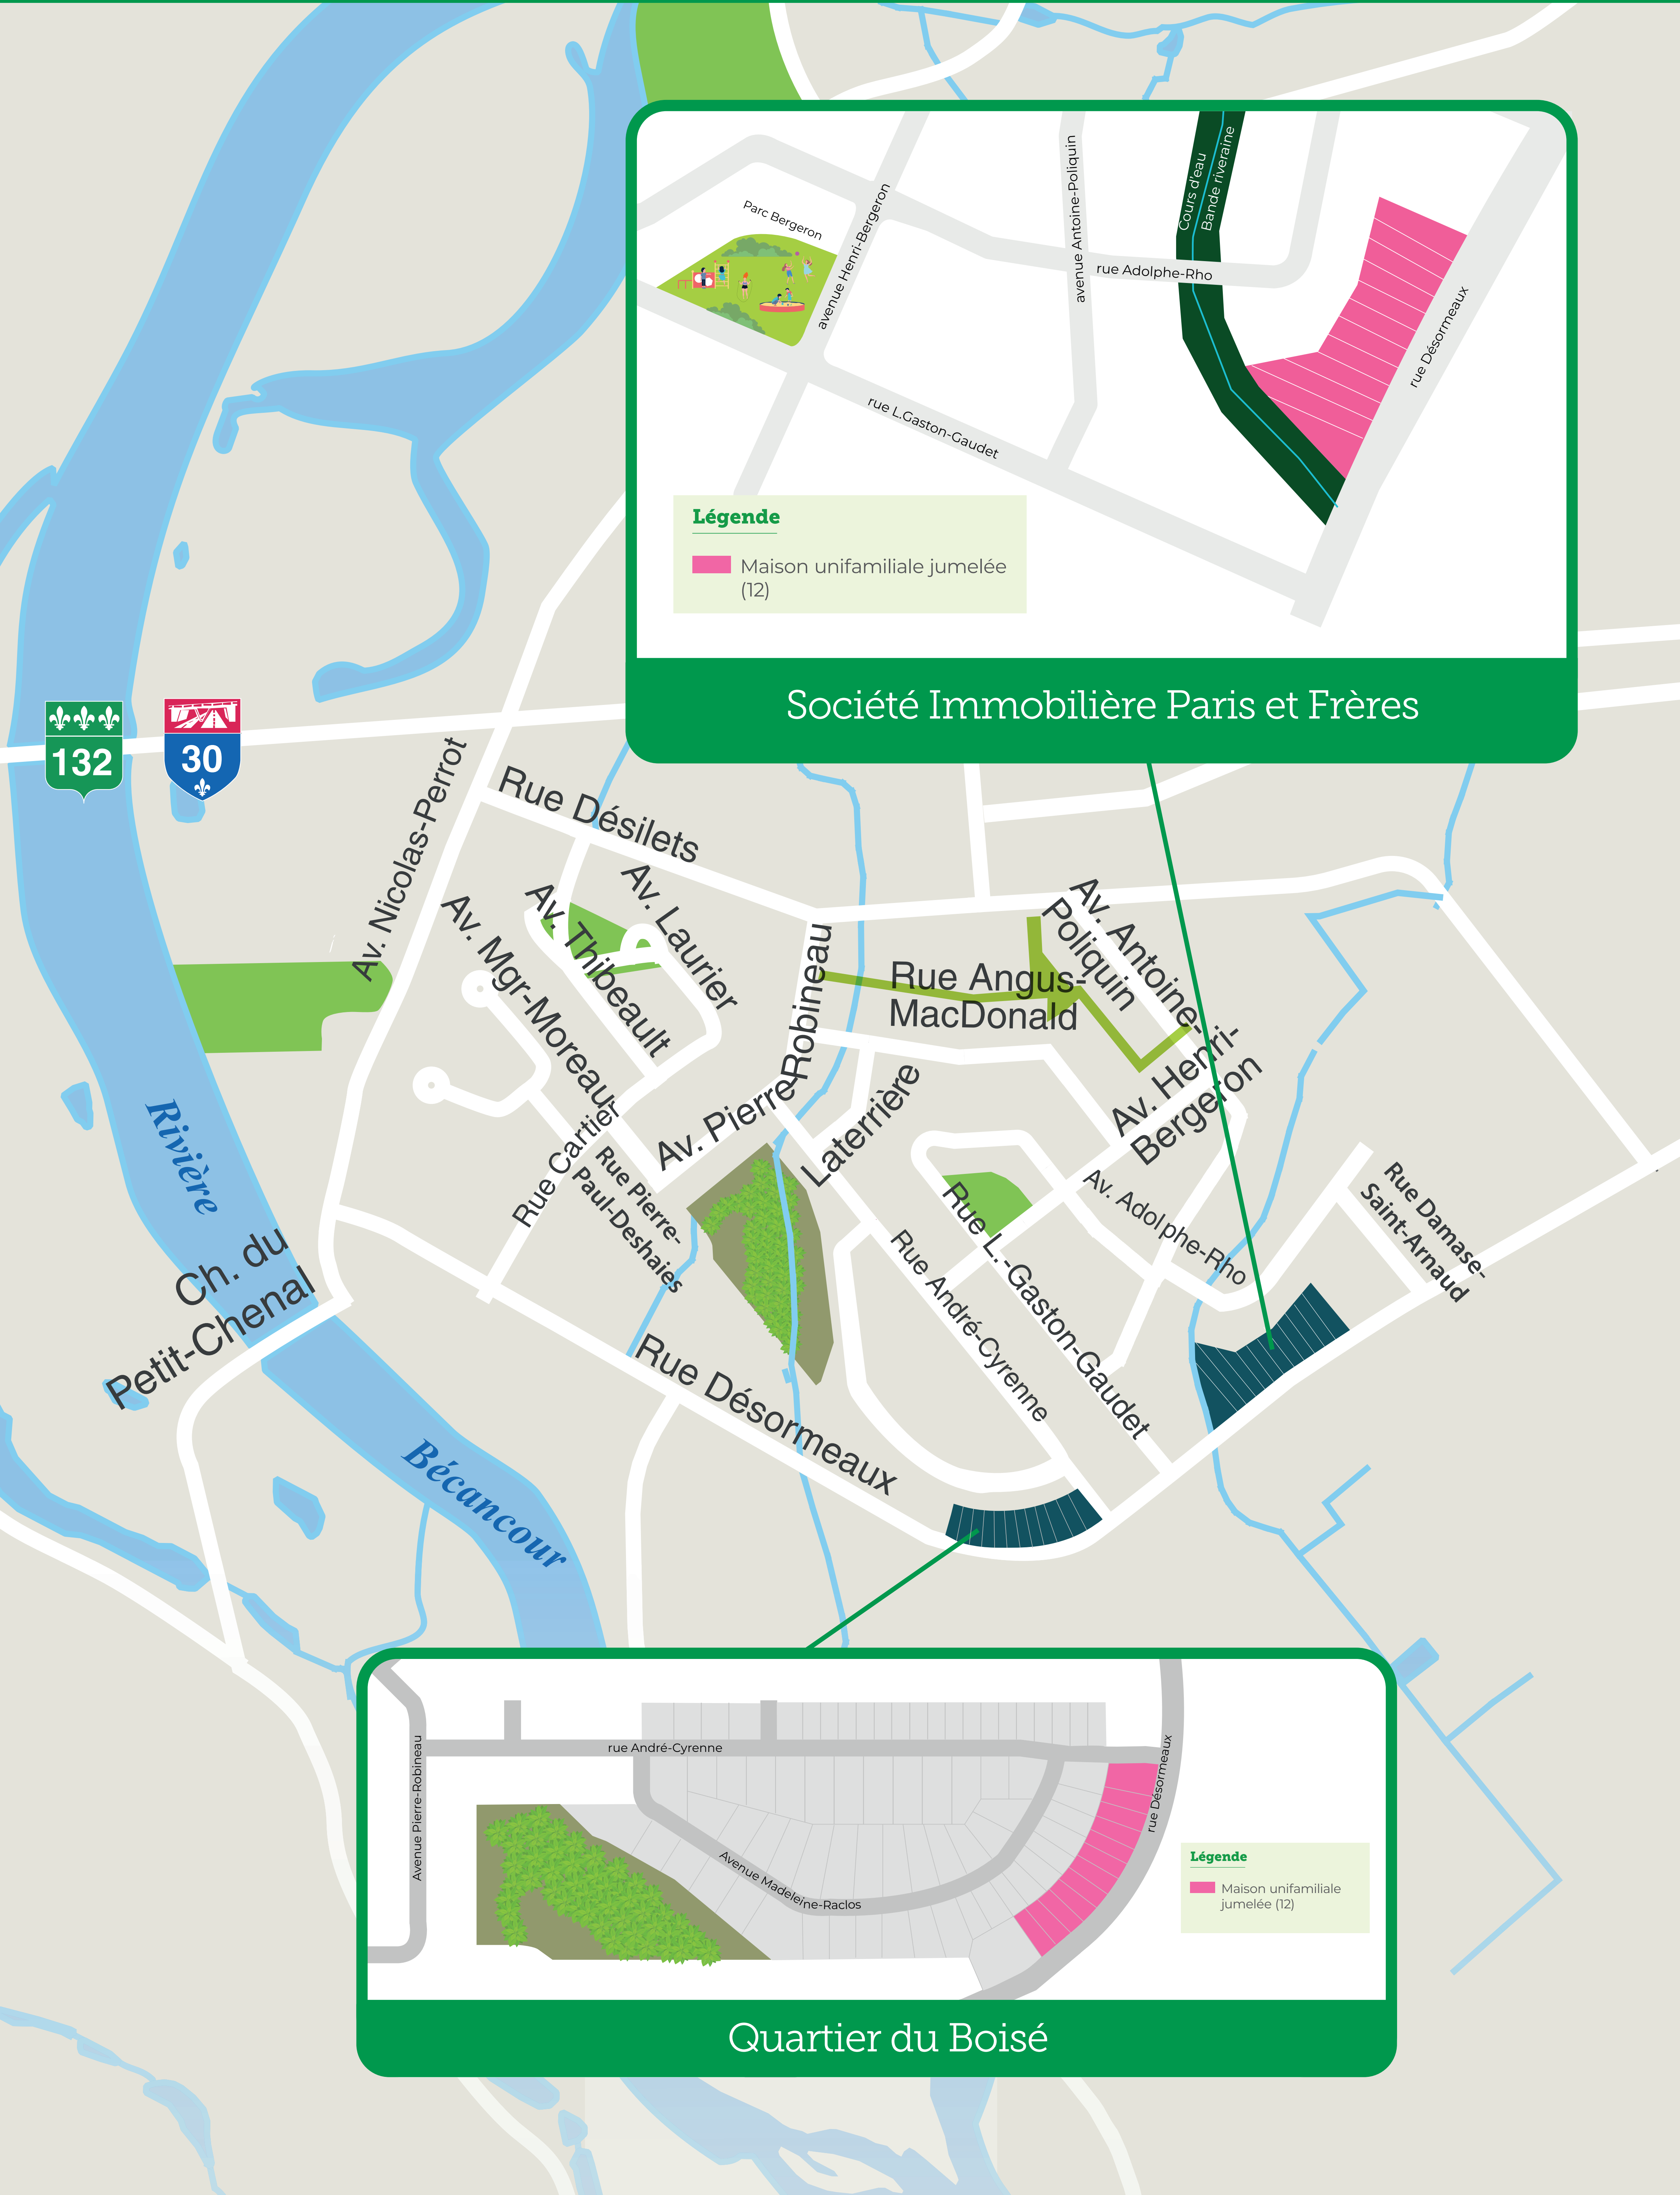 Cours d'eau
Bande riveraine
avenue Antoine-Poliquin
Parc Bergeron
avenue Henri-Bergeron
rue Adolphe-Rho
rue Désormeaux
rue L.Gaston-Gaudet
Légende
Maison unifamiliale jumelée
(12)
Société Immobilière Paris et Frères
132
30
Av. Nicolas-Perrot
Rue Désilets
Av. Laurier
Av. Thibeault
Av. Mgr-Moreau
Av. Pierre-Robineau
Rue Angus-
MacDonald
Av. Antoine-
Poliquin
Av. Henri-
Bergeron
Laterrière
Rue Cartier
Rue Pierre-
Paul-Deshaies
Av. Adolphe-Rho
Rue Damase-
Saint-Arnaud
Rue L.-Gaston-Gaudet
Rue André-Cyrenne
Rivière
Ch. du
Petit-Chenal
Rue Désormeaux
Bécancour
rue André-Cyrenne
Avenue Pierre-Robineau
rue Désormeaux
Avenue Madeleine-Raclos
Légende
Maison unifamiliale
jumelée (12)
Quartier du Boisé